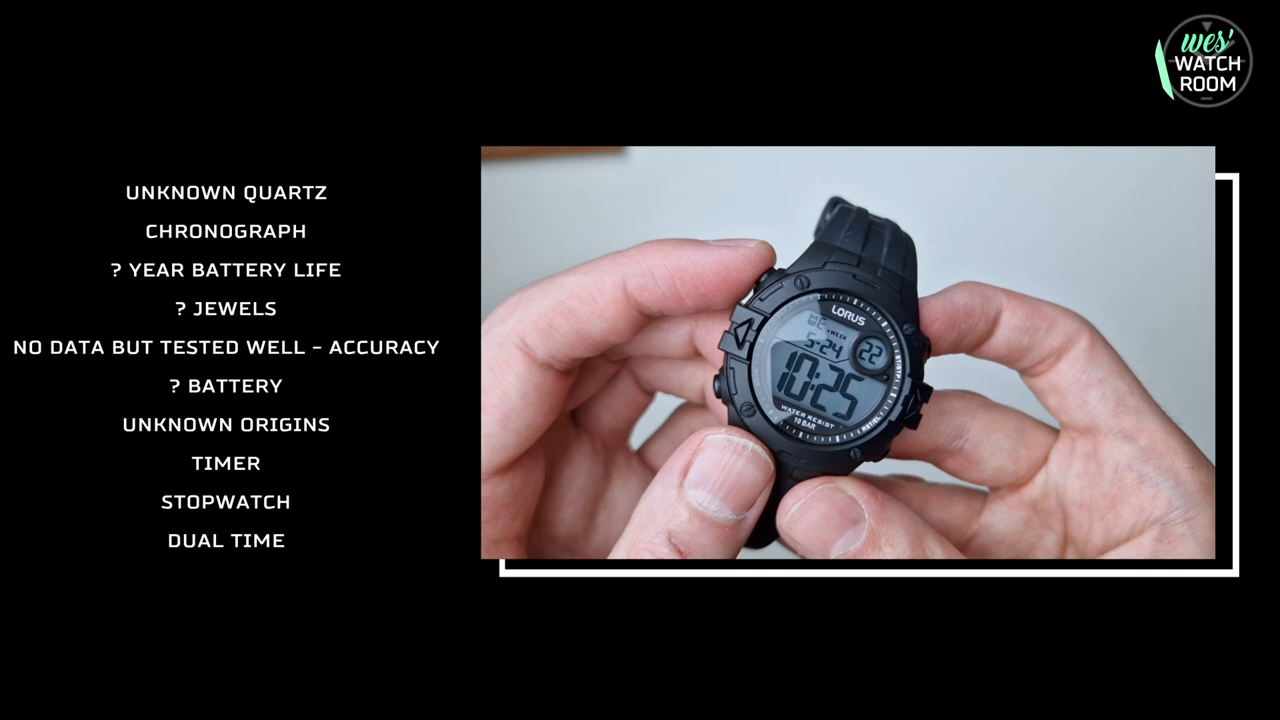 wes'
WATCH
ROOM
UNKNOWN QUARTZ
CHRONOGRAPH
? YEAR BATTERY LIFE
? JEWELS
NO DATA BUT TESTED WELL - ACCURACY
? BATTERY
UNKNOWN ORIGINS
TIMER
STOPWATCH
DUAL TIME
LORUS
WEEK
5-24
22
10:25
WATER RESIST
10 BAR